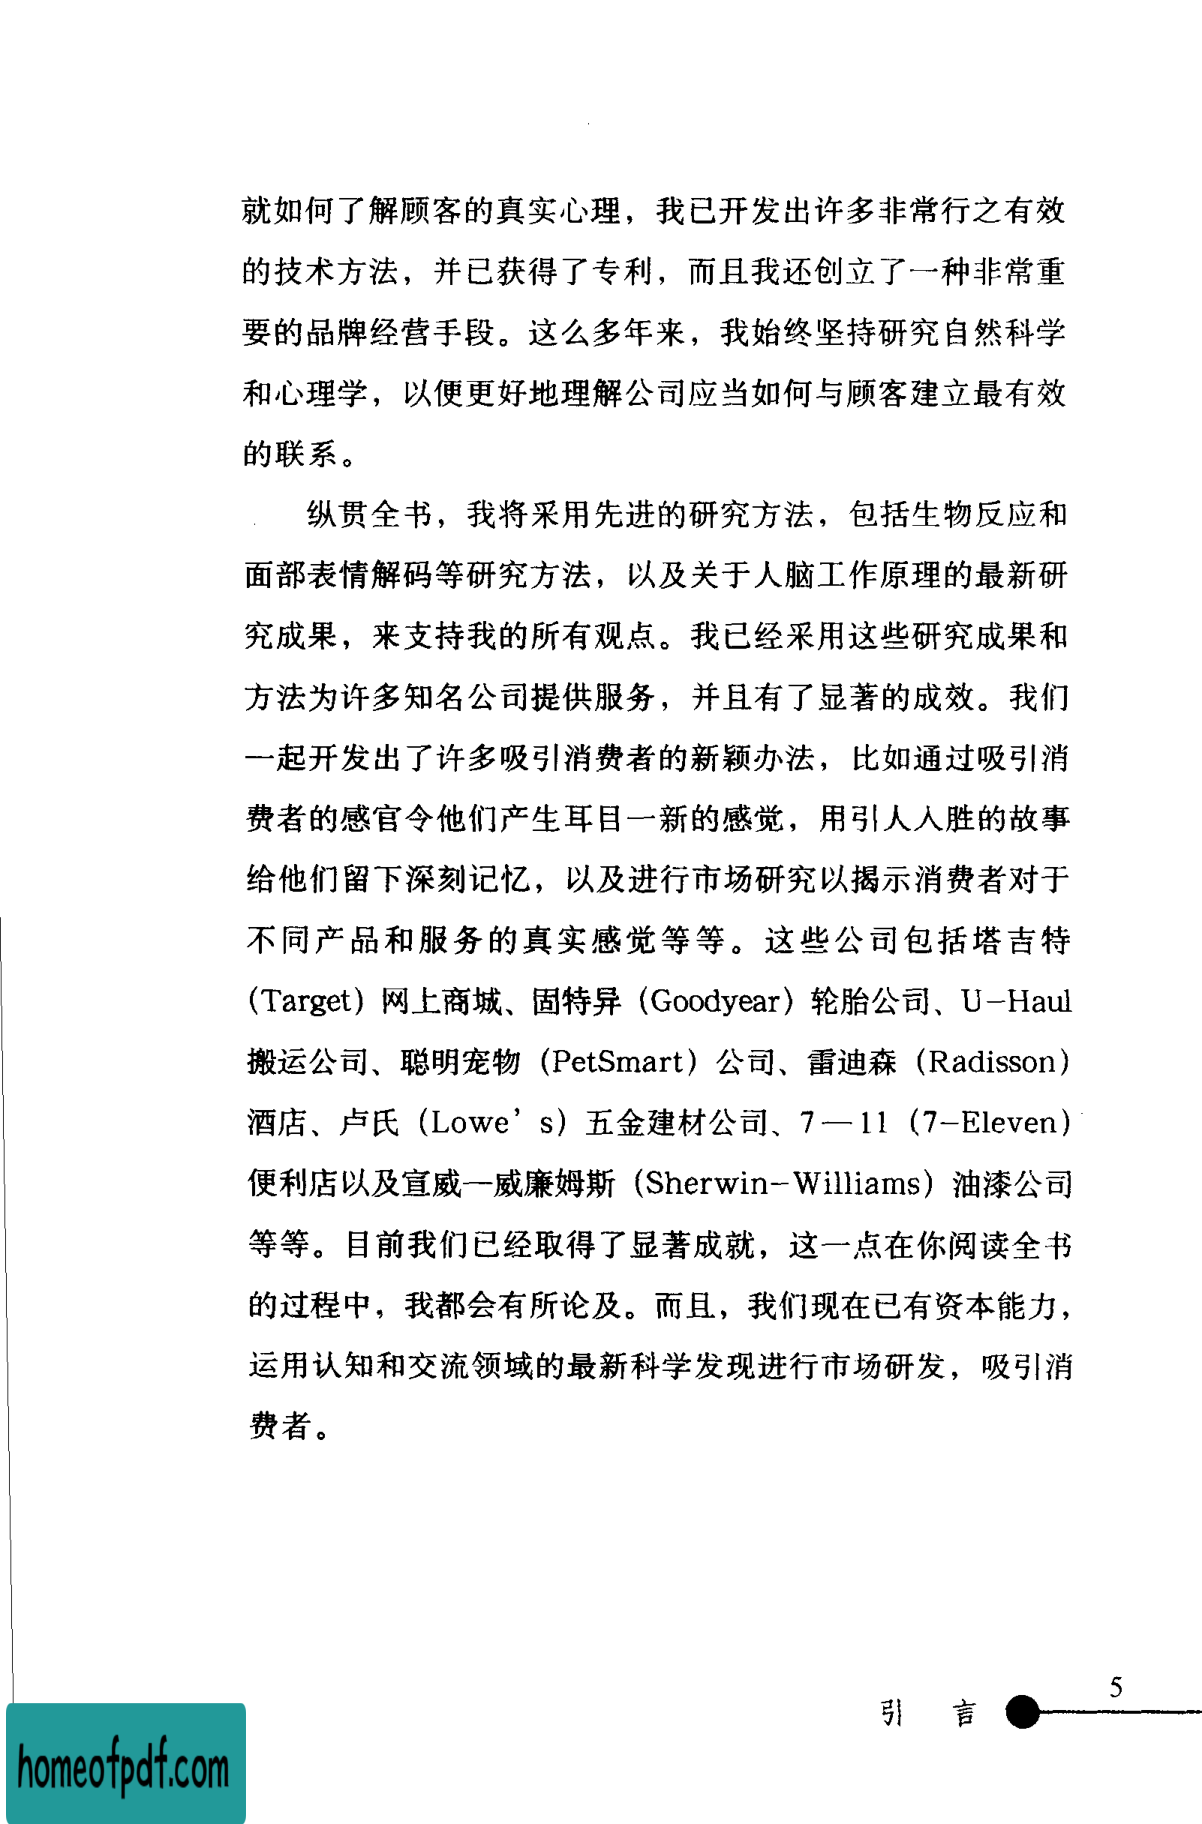 就如何了解顾客的真实心理，我已开发出许多非常行之有效
的技术方法，并已获得了专利，而且我还创立了一种非常重
要的品牌经营手段。这么多年来，我始终坚持研究自然科学
和心理学，以便更好地理解公司应当如何与顾客建立最有效
的联系。
纵贯全书，我将采用先进的研究方法，包括生物反应和
面部表情解码等研究方法，以及关于人脑工作原理的最新研
究成果，来支持我的所有观点。我已经采用这些研究成果和
方法为许多知名公司提供服务，并且有了显著的成效。我们
一起开发出了许多吸引消费者的新颖办法，比如通过吸引消
费者的感官令他们产生耳目一新的感觉，用引人入胜的故事
给他们留下深刻记忆，以及进行市场研究以揭示消费者对于
不同产品和服务的真实感觉等等。这些公司包括塔吉特
（Target）网上商城、固特异（Goodyear）轮胎公司、U-Haul
搬运公司、聪明宠物（PetSmart）公司、雷迪森（Radisson）
酒店、卢氏（Lowe's）五金建材公司、7—11（7-Eleven）
便利店以及宣威—威廉姆斯（Sherwin-Williams）油漆公司
等等。目前我们已经取得了显著成就，这一点在你阅读全书
的过程中，我都会有所论及。而且，我们现在已有资本能力，
运用认知和交流领域的最新科学发现进行市场研发，吸引消
费者。
5
引 言
homeofpdf.com